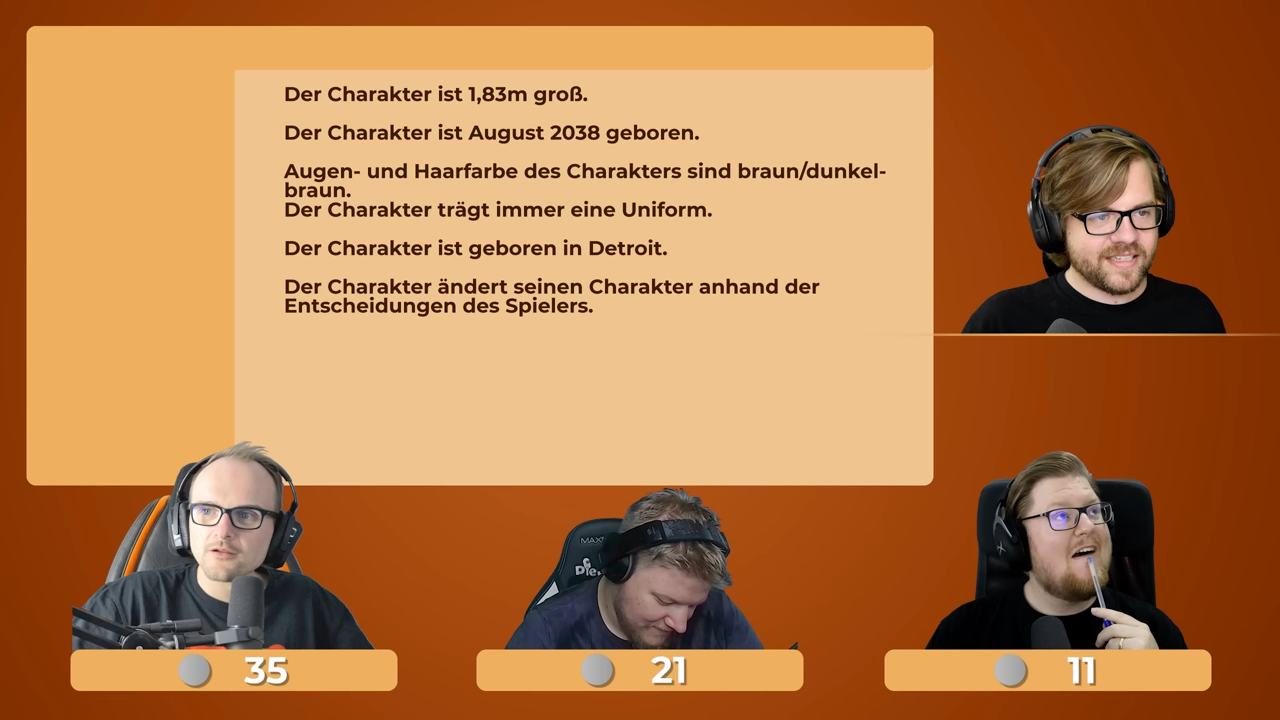 Der Charakter ist 1,83m groß.
Der Charakter ist August 2038 geboren.
Augen- und Haarfarbe des Charakters sind braun/dunkel-
braun.
Der Charakter trägt immer eine Uniform.
Der Charakter ist geboren in Detroit.
Der Charakter ändert seinen Charakter anhand der
Entscheidungen des Spielers.
35
21
11